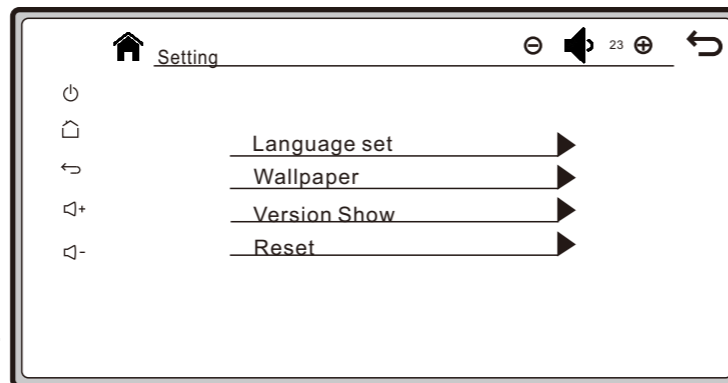 Setting
23
+
-
Language set
Wallpaper
Version Show
Reset